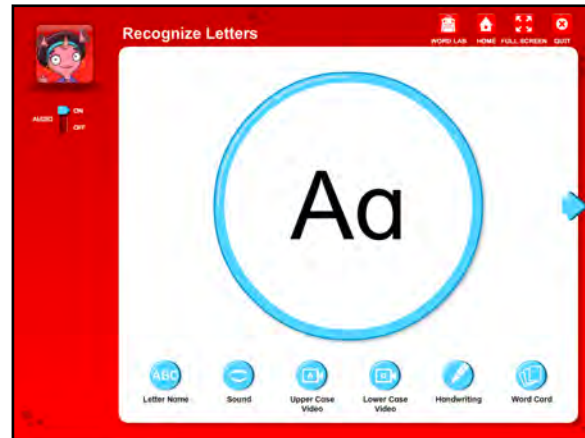 Recognize Letters
WORD LAB HOME FULL SCREEN QUIT
AUDIO ON
OFF
Aa
ABC
Letter Name Sound Upper Case Video Lower Case Video Handwriting Word Card